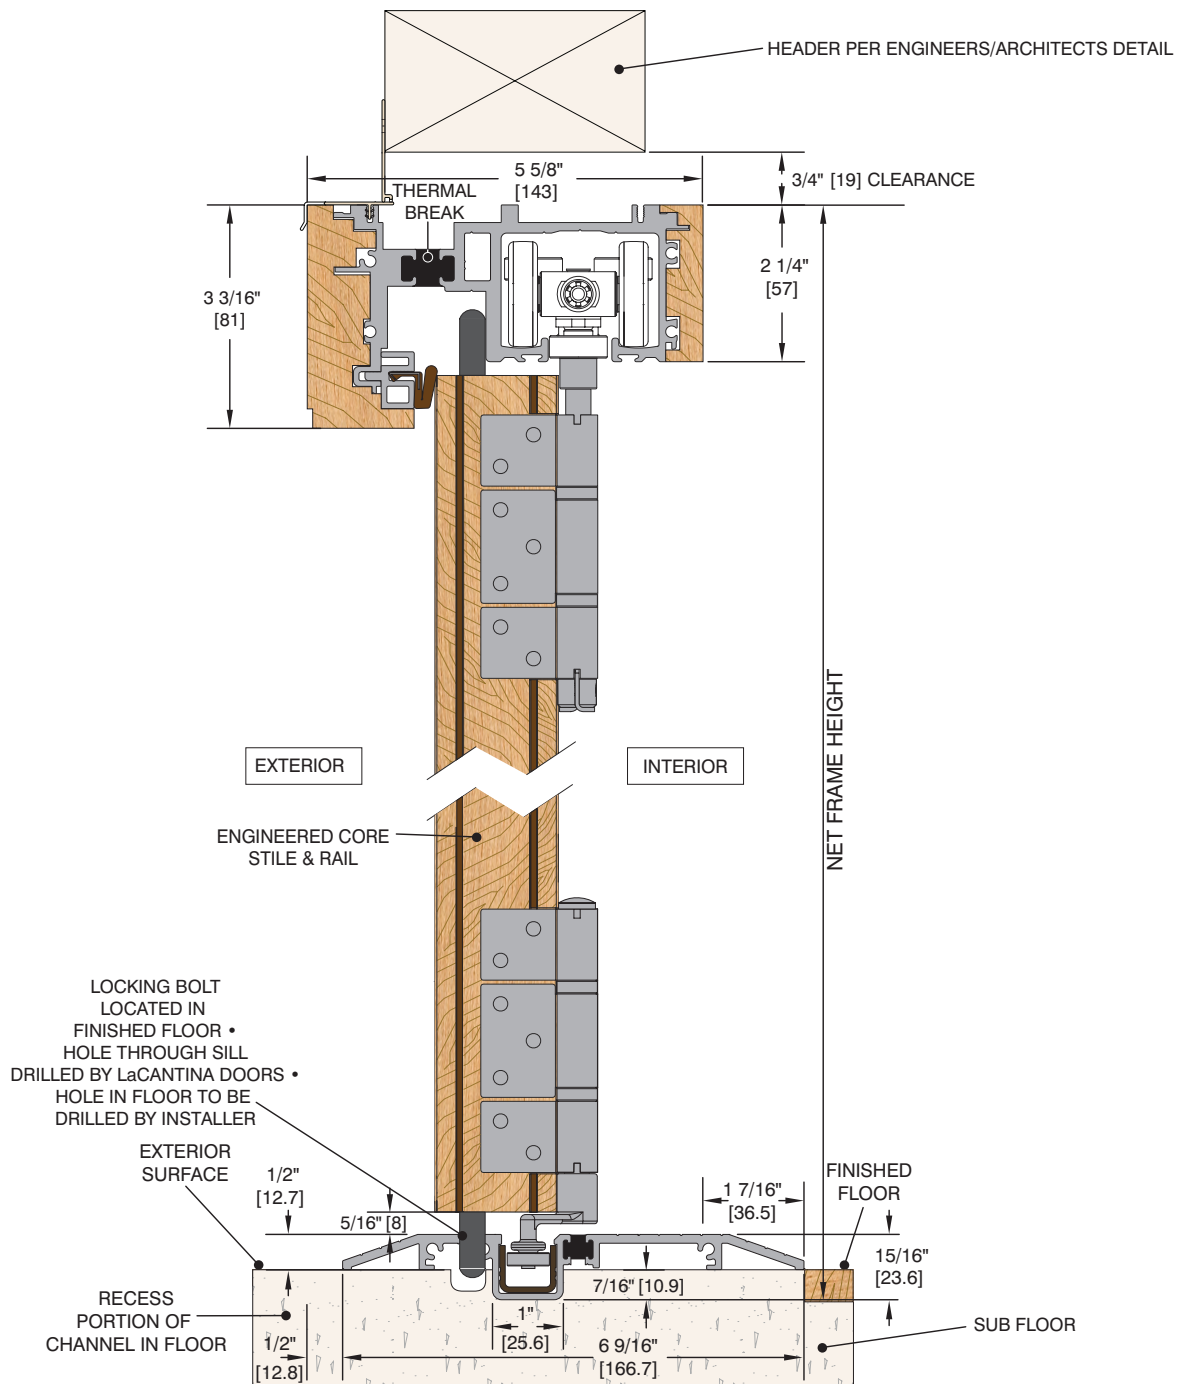 HEADER PER ENGINEERS/ARCHITECTS DETAIL
5 5/8"
[143]
3/4" [19] CLEARANCE
THERMAL
BREAK
3 3/16"
[81]
2 1/4"
[57]
NET FRAME HEIGHT
EXTERIOR
INTERIOR
ENGINEERED CORE
STILE & RAIL
LOCKING BOLT
LOCATED IN
FINISHED FLOOR •
HOLE THROUGH SILL
DRILLED BY LaCANTINA DOORS •
HOLE IN FLOOR TO BE
DRILLED BY INSTALLER
EXTERIOR
SURFACE
1/2"
[12.7]
5/16" [8]
1 7/16"
[36.5]
FINISHED
FLOOR
15/16"
[23.6]
7/16" [10.9]
RECESS
PORTION OF
CHANNEL IN FLOOR
1/2"
[12.8]
1"
[25.6]
6 9/16"
[166.7]
SUB FLOOR